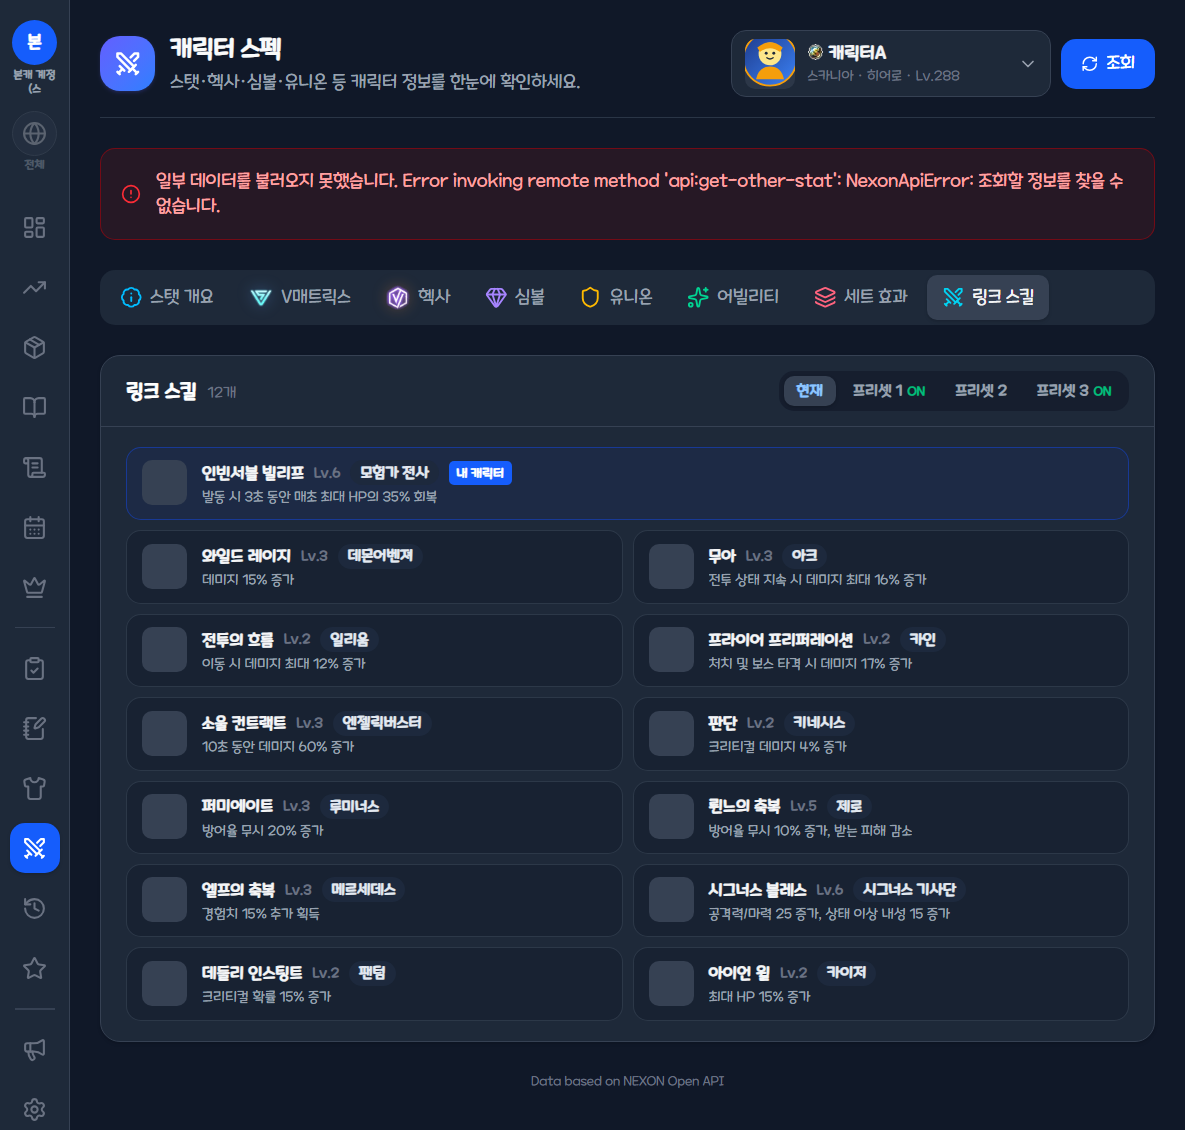 본
본캐 계정
(스
전체
캐릭터 스펙
스탯·헥사·심볼·유니온 등 캐릭터 정보를 한눈에 확인하세요.
캐릭터A
스카니아 · 히어로 · Lv.288
조회
일부 데이터를 불러오지 못했습니다. Error invoking remote method 'api:get-other-stat': NexonApiError: 조회할 정보를 찾을 수
없습니다.
스탯 개요
V매트릭스
헥사
심볼
유니온
어빌리티
세트 효과
링크 스킬
링크 스킬 12개
현재
프리셋 1 ON
프리셋 2
프리셋 3 ON
인빈서블 빌리프 Lv.6 모험가 전사 내 캐릭터
발동 시 3초 동안 매초 최대 HP의 35% 회복
와일드 레이지 Lv.3 데몬어벤져
데미지 15% 증가
무아 Lv.3 아크
전투 상태 지속 시 데미지 최대 16% 증가
전투의 흐름 Lv.2 일리움
이동 시 데미지 최대 12% 증가
프라이어 프리퍼레이션 Lv.2 카인
처치 및 보스 타격 시 데미지 17% 증가
소울 컨트랙트 Lv.3 엔젤릭버스터
10초 동안 데미지 60% 증가
판단 Lv.2 키네시스
크리티컬 데미지 4% 증가
퍼미에이트 Lv.3 루미너스
방어율 무시 20% 증가
륀느의 축복 Lv.5 제로
방어율 무시 10% 증가, 받는 피해 감소
엘프의 축복 Lv.3 메르세데스
경험치 15% 추가 획득
시그너스 블레스 Lv.6 시그너스 기사단
공격력/마력 25 증가, 상태 이상 내성 15 증가
데들리 인스팅트 Lv.2 팬텀
크리티컬 확률 15% 증가
아이언 윌 Lv.2 카이저
최대 HP 15% 증가
Data based on NEXON Open API